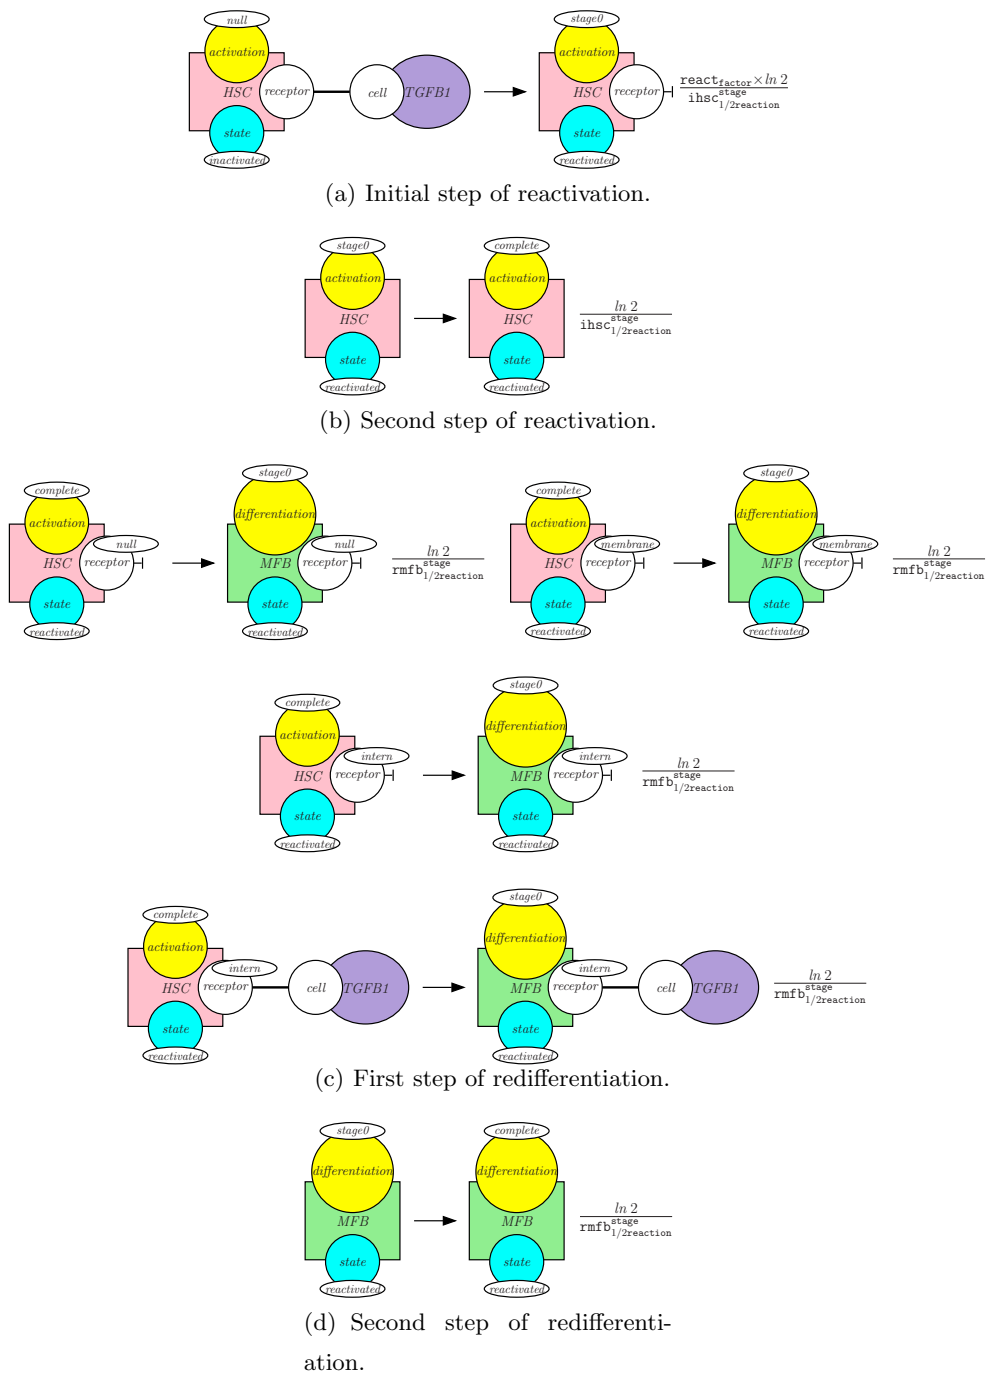 null stage0
activation activation
HSC receptor cell TGFB1 HSC receptor react_factor × ln 2 / ihsc^stage_1/2reaction
state state
inactivated reactivated
(a) Initial step of reactivation.
stage0 complete
activation activation
HSC HSC ln 2 / ihsc^stage_1/2reaction
state state
reactivated reactivated
(b) Second step of reactivation.
complete stage0 complete stage0
activation differentiation activation differentiation
null null membrane membrane
HSC receptor MFB receptor ln 2 / rmfb^stage_1/2reaction HSC receptor MFB receptor ln 2 / rmfb^stage_1/2reaction
state state state state
reactivated reactivated reactivated reactivated
complete stage0
activation differentiation
intern intern
HSC receptor MFB receptor ln 2 / rmfb^stage_1/2reaction
state state
reactivated reactivated
complete stage0
activation differentiation
intern intern
HSC receptor cell TGFB1 MFB receptor cell TGFB1 ln 2 / rmfb^stage_1/2reaction
state state
reactivated reactivated
(c) First step of redifferentiation.
stage0 complete
differentiation differentiation
MFB MFB ln 2 / rmfb^stage_1/2reaction
state state
reactivated reactivated
(d) Second step of redifferenti-
ation.